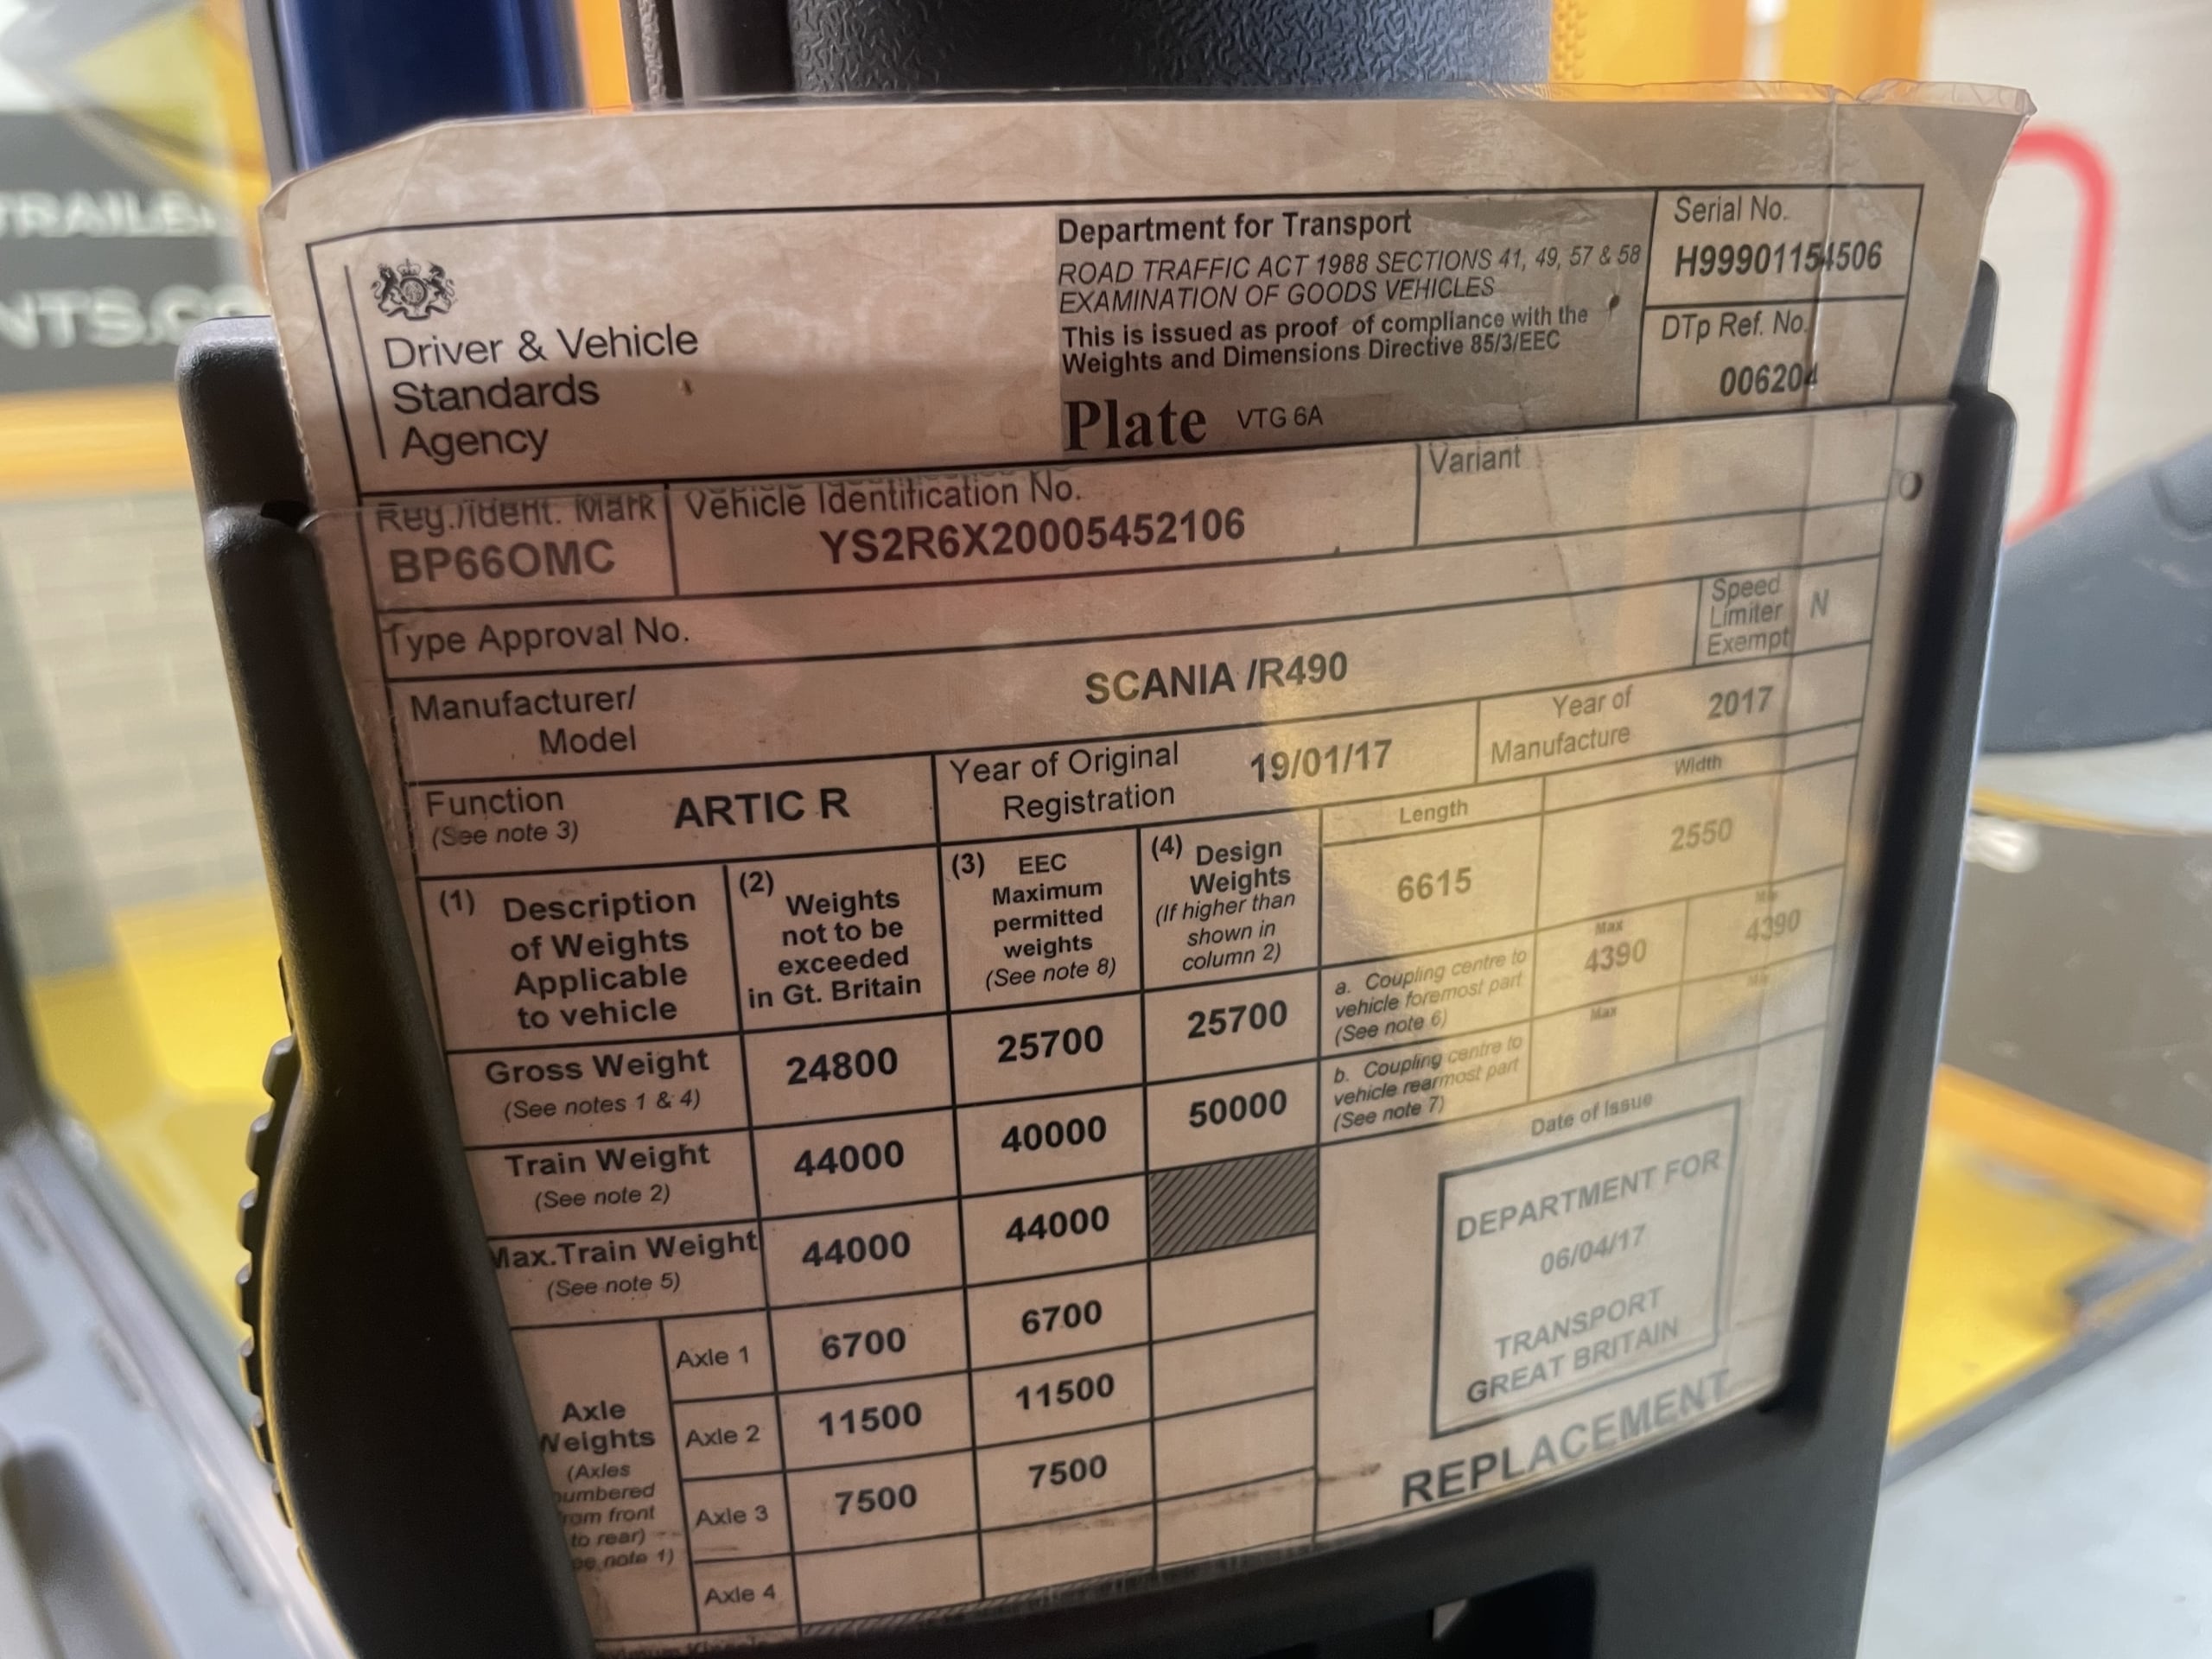 TRAILBA
NTS.CO
Department for Transport
ROAD TRAFFIC ACT 1988 SECTIONS 41, 49, 57 & 58
EXAMINATION OF GOODS VEHICLES
This is issued as proof of compliance with the
Weights and Dimensions Directive 85/3/EEC
Plate VTG 6A
Serial No.
H99901154506
DTp Ref. No.
006204
Driver & Vehicle
Standards
Agency
Reg./Ident. Mark
BP66OMC
Vehicle Identification No.
YS2R6X20005452106
Variant
Type Approval No.
Speed
Limiter
Exempt
N
Manufacturer/
Model
SCANIA /R490
Function
(See note 3)
ARTIC R
Year of Original
Registration
19/01/17
Year of
Manufacture
2017
(1) Description
of Weights
Applicable
to vehicle
(2) Weights
not to be
exceeded
in Gt. Britain
(3) EEC
Maximum
permitted
weights
(See note 8)
(4) Design
Weights
(If higher than
shown in
column 2)
Length
6615
Width
2550
a. Coupling centre to
vehicle foremost part
(See note 6)
Max
4390
4390
b. Coupling centre to
vehicle rearmost part
(See note 7)
Max
Gross Weight
(See notes 1 & 4)
24800
25700
25700
Train Weight
(See note 2)
44000
40000
50000
Max.Train Weight
(See note 5)
44000
44000
Axle
Weights
(Axles
numbered
from front
to rear)
note 1)
Axle 1
6700
6700
Axle 2
11500
11500
Axle 3
7500
7500
Axle 4
Date of Issue
DEPARTMENT FOR
06/04/17
TRANSPORT
GREAT BRITAIN
REPLACEMENT